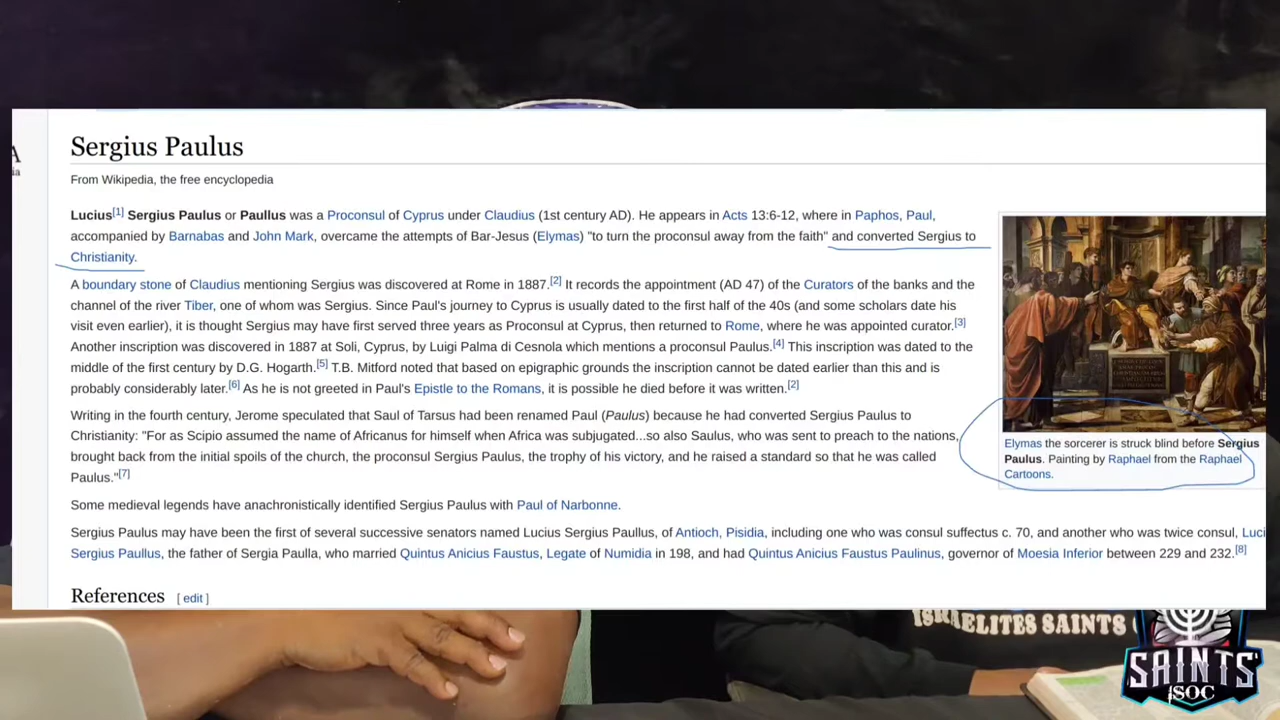 A
ia
Sergius Paulus
From Wikipedia, the free encyclopedia
Lucius[1] Sergius Paulus or Paullus was a Proconsul of Cyprus under Claudius (1st century AD). He appears in Acts 13:6-12, where in Paphos, Paul,
accompanied by Barnabas and John Mark, overcame the attempts of Bar-Jesus (Elymas) "to turn the proconsul away from the faith" and converted Sergius to
Christianity.
A boundary stone of Claudius mentioning Sergius was discovered at Rome in 1887.[2] It records the appointment (AD 47) of the Curators of the banks and the
channel of the river Tiber, one of whom was Sergius. Since Paul's journey to Cyprus is usually dated to the first half of the 40s (and some scholars date his
visit even earlier), it is thought Sergius may have first served three years as Proconsul at Cyprus, then returned to Rome, where he was appointed curator.[3]
Another inscription was discovered in 1887 at Soli, Cyprus, by Luigi Palma di Cesnola which mentions a proconsul Paulus.[4] This inscription was dated to the
middle of the first century by D.G. Hogarth.[5] T.B. Mitford noted that based on epigraphic grounds the inscription cannot be dated earlier than this and is
probably considerably later.[6] As he is not greeted in Paul's Epistle to the Romans, it is possible he died before it was written.[2]
Writing in the fourth century, Jerome speculated that Saul of Tarsus had been renamed Paul (Paulus) because he had converted Sergius Paulus to
Christianity: "For as Scipio assumed the name of Africanus for himself when Africa was subjugated...so also Saulus, who was sent to preach to the nations,
brought back from the initial spoils of the church, the proconsul Sergius Paulus, the trophy of his victory, and he raised a standard so that he was called
Paulus."[7]
Some medieval legends have anachronistically identified Sergius Paulus with Paul of Narbonne.
Sergius Paulus may have been the first of several successive senators named Lucius Sergius Paullus, of Antioch, Pisidia, including one who was consul suffectus c. 70, and another who was twice consul, Luci
Sergius Paullus, the father of Sergia Paulla, who married Quintus Anicius Faustus, Legate of Numidia in 198, and had Quintus Anicius Faustus Paulinus, governor of Moesia Inferior between 229 and 232.[8]
References [ edit ]
Elymas the sorcerer is struck blind before Sergius
Paulus. Painting by Raphael from the Raphael
Cartoons.
ISRAELITES SAINTS
SAINTS
iSOC